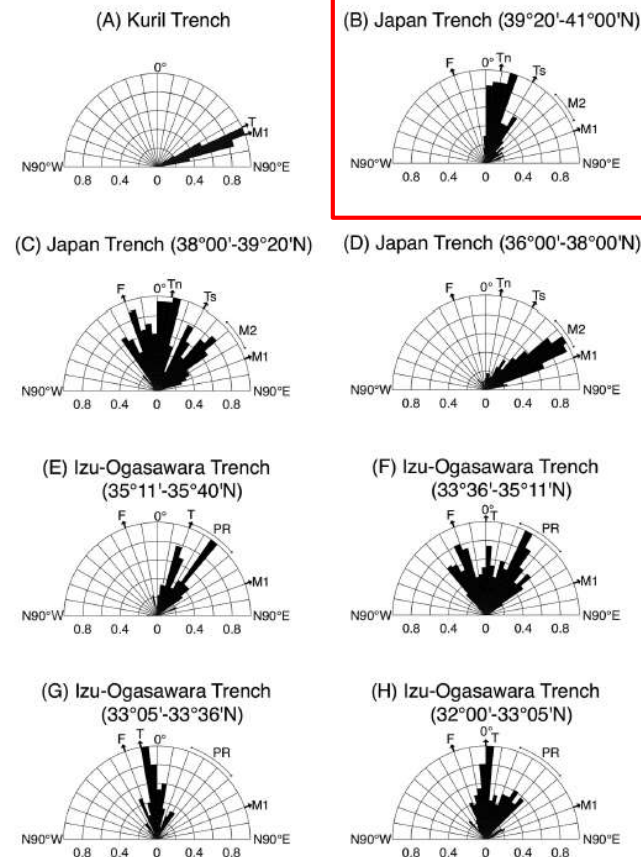 (A) Kuril Trench
0°
T
M1
N90°W
N90°E
0.8 0.4 0 0.4 0.8
(B) Japan Trench (39°20'-41°00'N)
F
0°
Tn
Ts
M2
M1
N90°W
N90°E
0.8 0.4 0 0.4 0.8
(C) Japan Trench (38°00'-39°20'N)
F
0°
Tn
Ts
M2
M1
N90°W
N90°E
0.8 0.4 0 0.4 0.8
(D) Japan Trench (36°00'-38°00'N)
F
0°
Tn
Ts
M2
M1
N90°W
N90°E
0.8 0.4 0 0.4 0.8
(E) Izu-Ogasawara Trench
(35°11'-35°40'N)
F
0°
T
PR
M1
N90°W
N90°E
0.8 0.4 0 0.4 0.8
(F) Izu-Ogasawara Trench
(33°36'-35°11'N)
F
0°
T
PR
M1
N90°W
N90°E
0.8 0.4 0 0.4 0.8
(G) Izu-Ogasawara Trench
(33°05'-33°36'N)
F
T
0°
PR
M1
N90°W
N90°E
0.8 0.4 0 0.4 0.8
(H) Izu-Ogasawara Trench
(32°00'-33°05'N)
F
0°
T
PR
M1
N90°W
N90°E
0.8 0.4 0 0.4 0.8